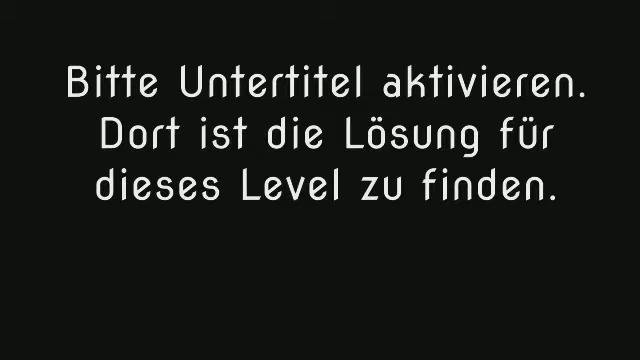 Bitte Untertitel aktivieren.
Dort ist die Lösung für
dieses Level zu finden.